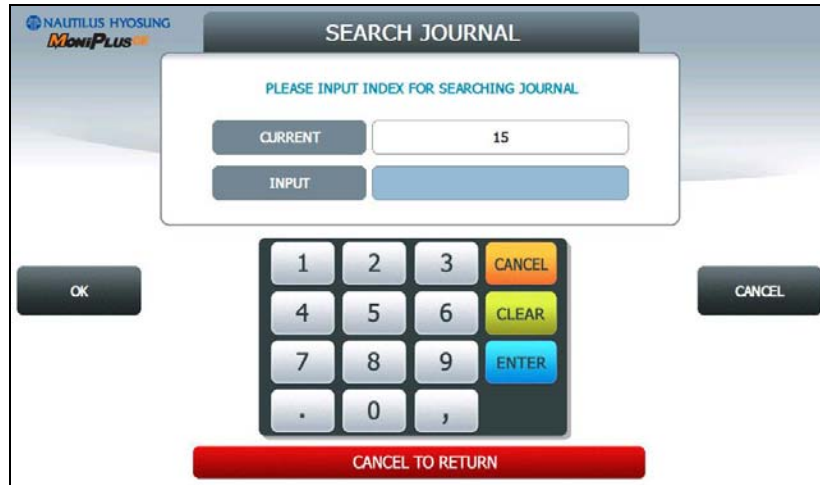 NAUTILUS HYOSUNG
MoniPlus
SEARCH JOURNAL
PLEASE INPUT INDEX FOR SEARCHING JOURNAL
CURRENT 15
INPUT
1 2 3 CANCEL
OK
CANCEL
4 5 6 CLEAR
7 8 9 ENTER
. 0 ,
CANCEL TO RETURN